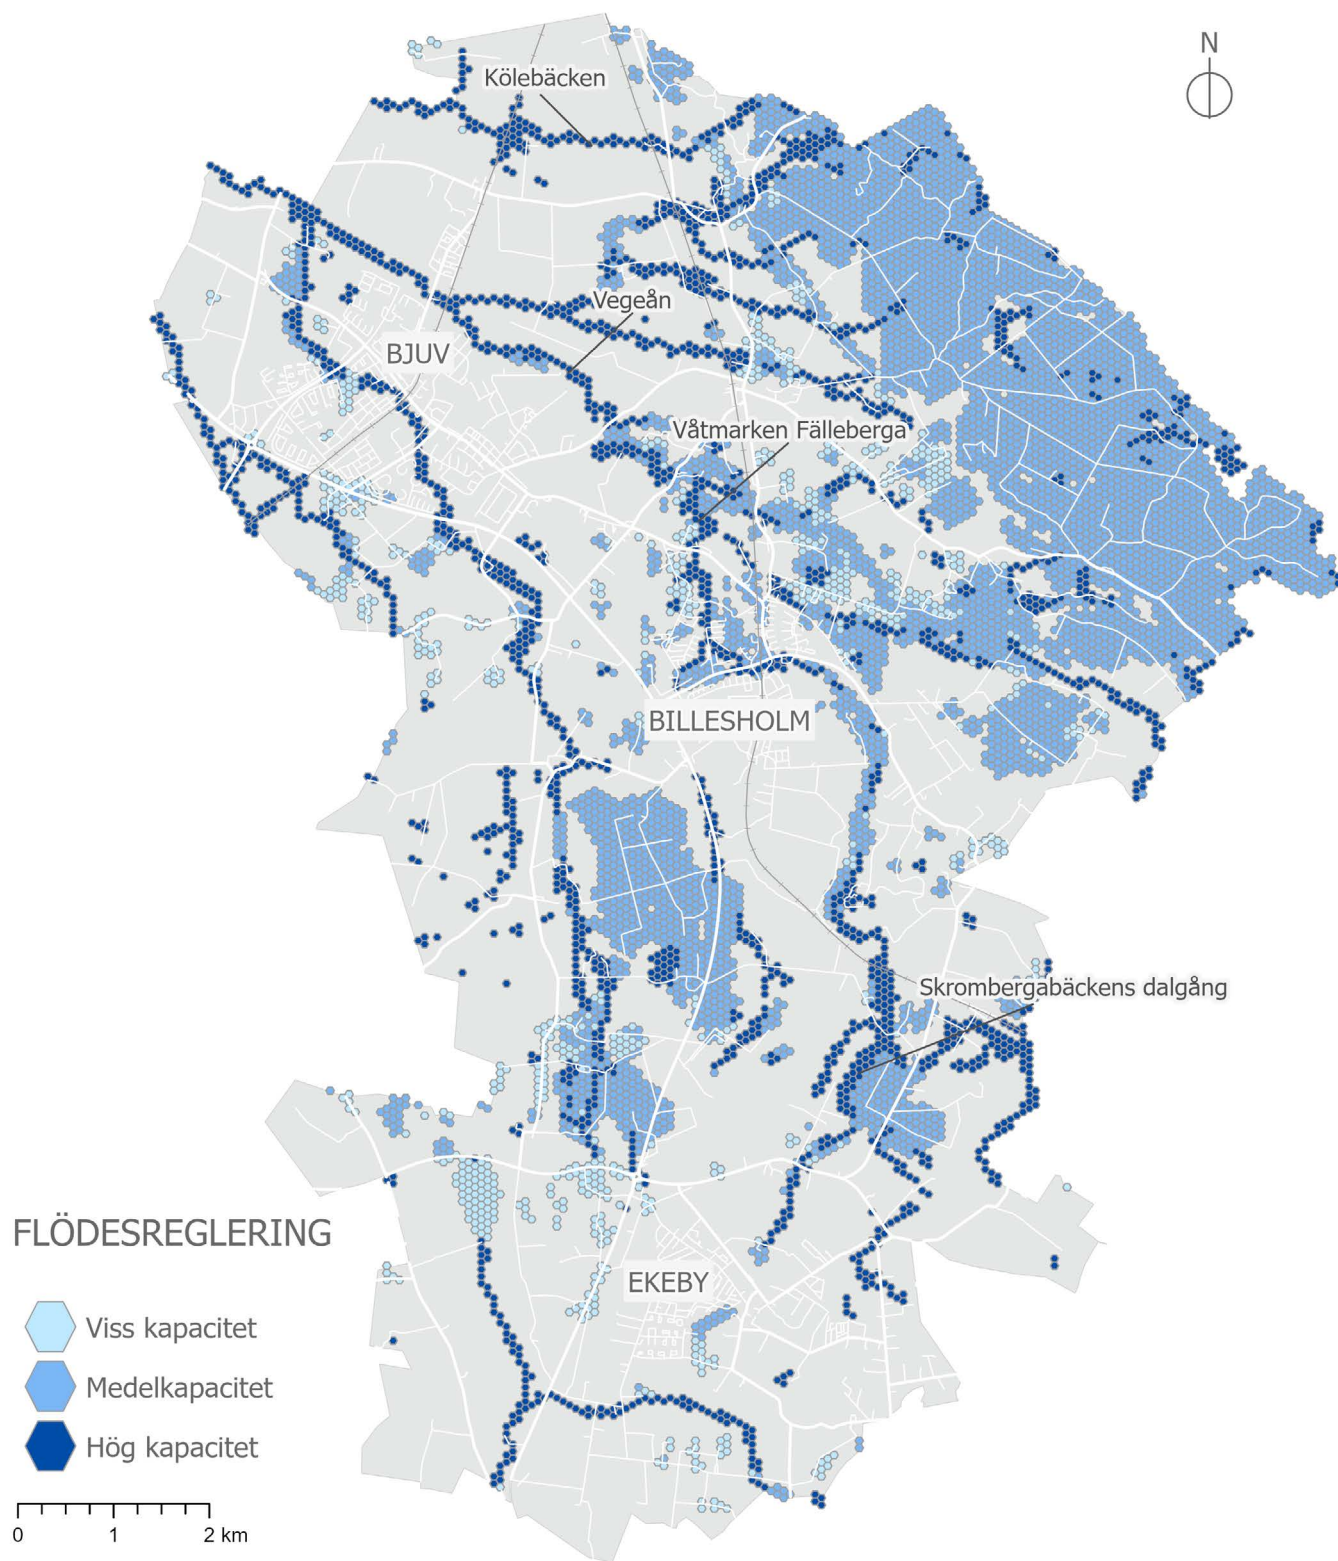 N
Kölebäcken
Vegeån
BJUV
Våtmarken Fälleberga
BILLESHOLM
Skrombergabäckens dalgång
EKEBY
FLÖDESREGLERING
Viss kapacitet
Medelkapacitet
Hög kapacitet
0 1 2 km